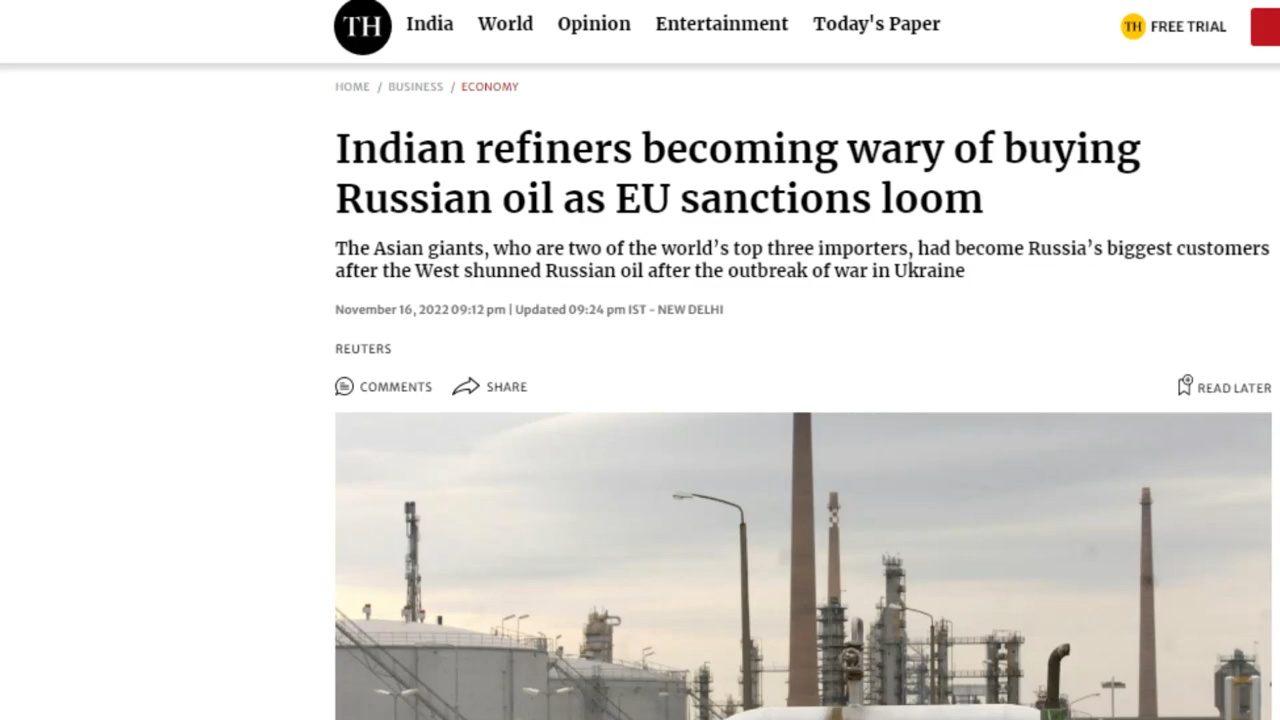 TH India World Opinion Entertainment Today's Paper TH FREE TRIAL
HOME / BUSINESS / ECONOMY
Indian refiners becoming wary of buying
Russian oil as EU sanctions loom
The Asian giants, who are two of the world’s top three importers, had become Russia’s biggest customers
after the West shunned Russian oil after the outbreak of war in Ukraine
November 16, 2022 09:12 pm | Updated 09:24 pm IST - NEW DELHI
REUTERS
COMMENTS SHARE READ LATER